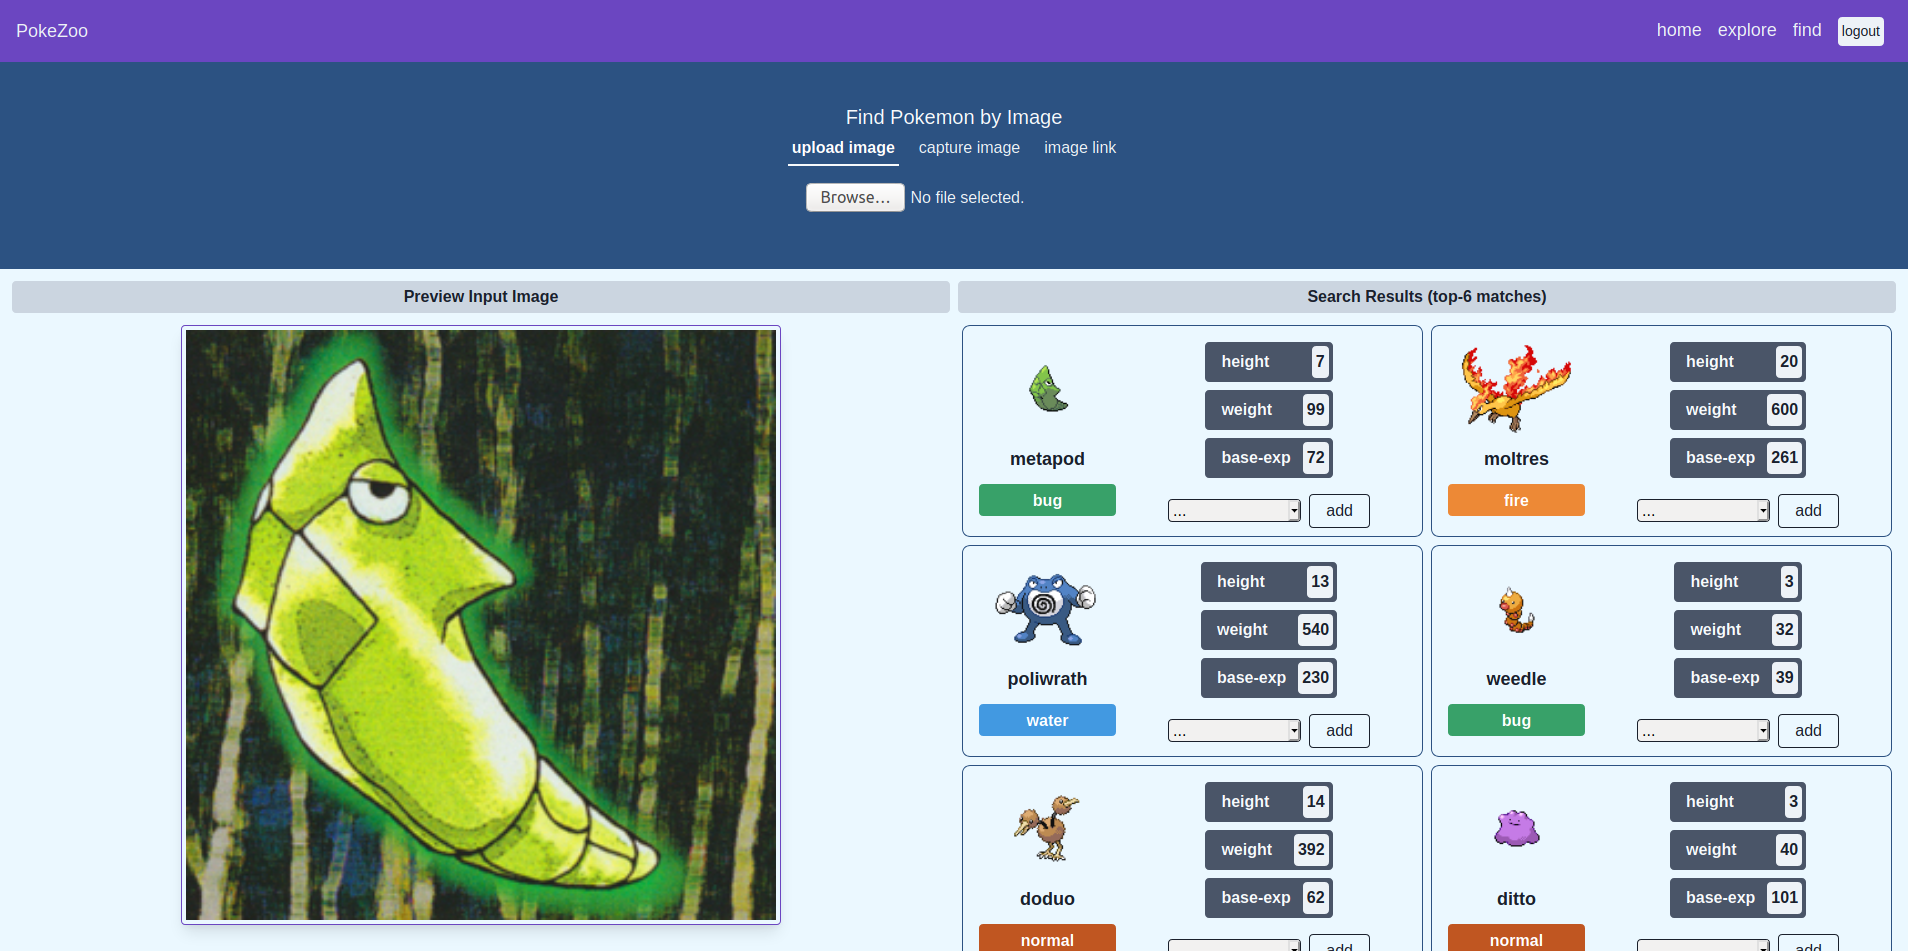 PokeZoo
home explore find logout
Find Pokemon by Image
upload image capture image image link
Browse... No file selected.
Preview Input Image
Search Results (top-6 matches)
height 7
weight 99
base-exp 72
metapod
bug
... add
height 20
weight 600
base-exp 261
moltres
fire
... add
height 13
weight 540
base-exp 230
poliwrath
water
... add
height 3
weight 32
base-exp 39
weedle
bug
... add
height 14
weight 392
base-exp 62
doduo
normal
add
height 3
weight 40
base-exp 101
ditto
normal
add